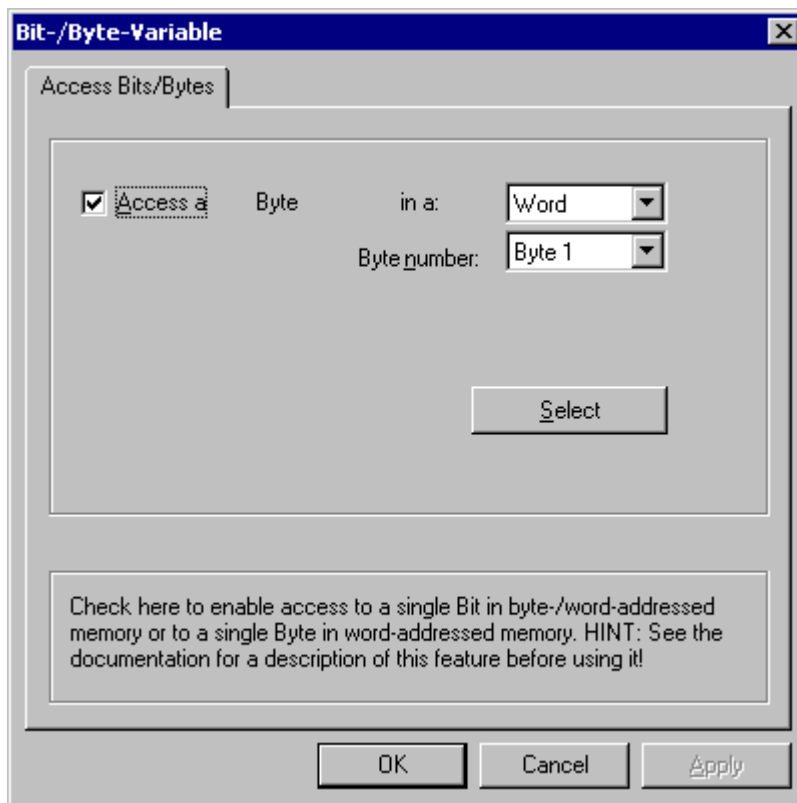 Bit-/Byte-Variable
Access Bits/Bytes
Access a Byte in a: Word
Byte number: Byte 1
Select
Check here to enable access to a single Bit in byte-/word-addressed
memory or to a single Byte in word-addressed memory. HINT: See the
documentation for a description of this feature before using it!
OK Cancel Apply